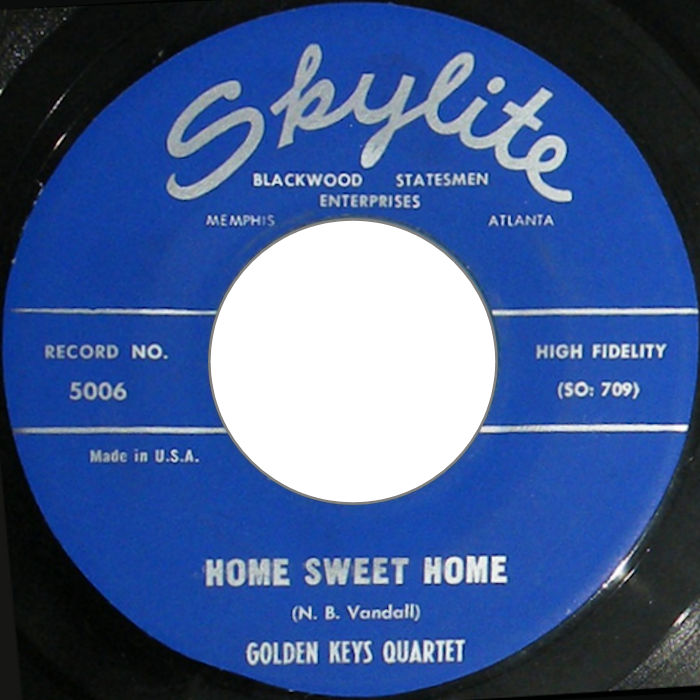 Skylite
BLACKWOOD STATESMEN
ENTERPRISES
MEMPHIS ATLANTA
RECORD NO. HIGH FIDELITY
5006 (SO: 709)
Made in U.S.A.
HOME SWEET HOME
(N. B. Vandall)
GOLDEN KEYS QUARTET